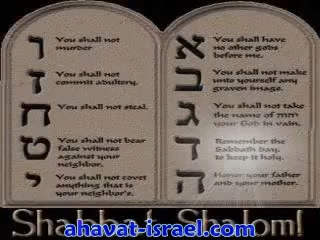 ו
You shall not
murder
ז
You shall not
commit adultery.
ח
You shall not steal.
ט
You shall not bear
false witness
against your
neighbor.
י
You shall not covet
anything that is
your neighbor's.
א
You shall have
no other gods
before me.
ב
You shall not make
unto yourself any
graven image.
ג
You shall not take
the name of יהוה
your God in vain.
ד
Remember the
Sabbath day,
to keep it holy.
ה
Honor your father
and your mother.
Shabbat Shalom!
ahavat-israel.com